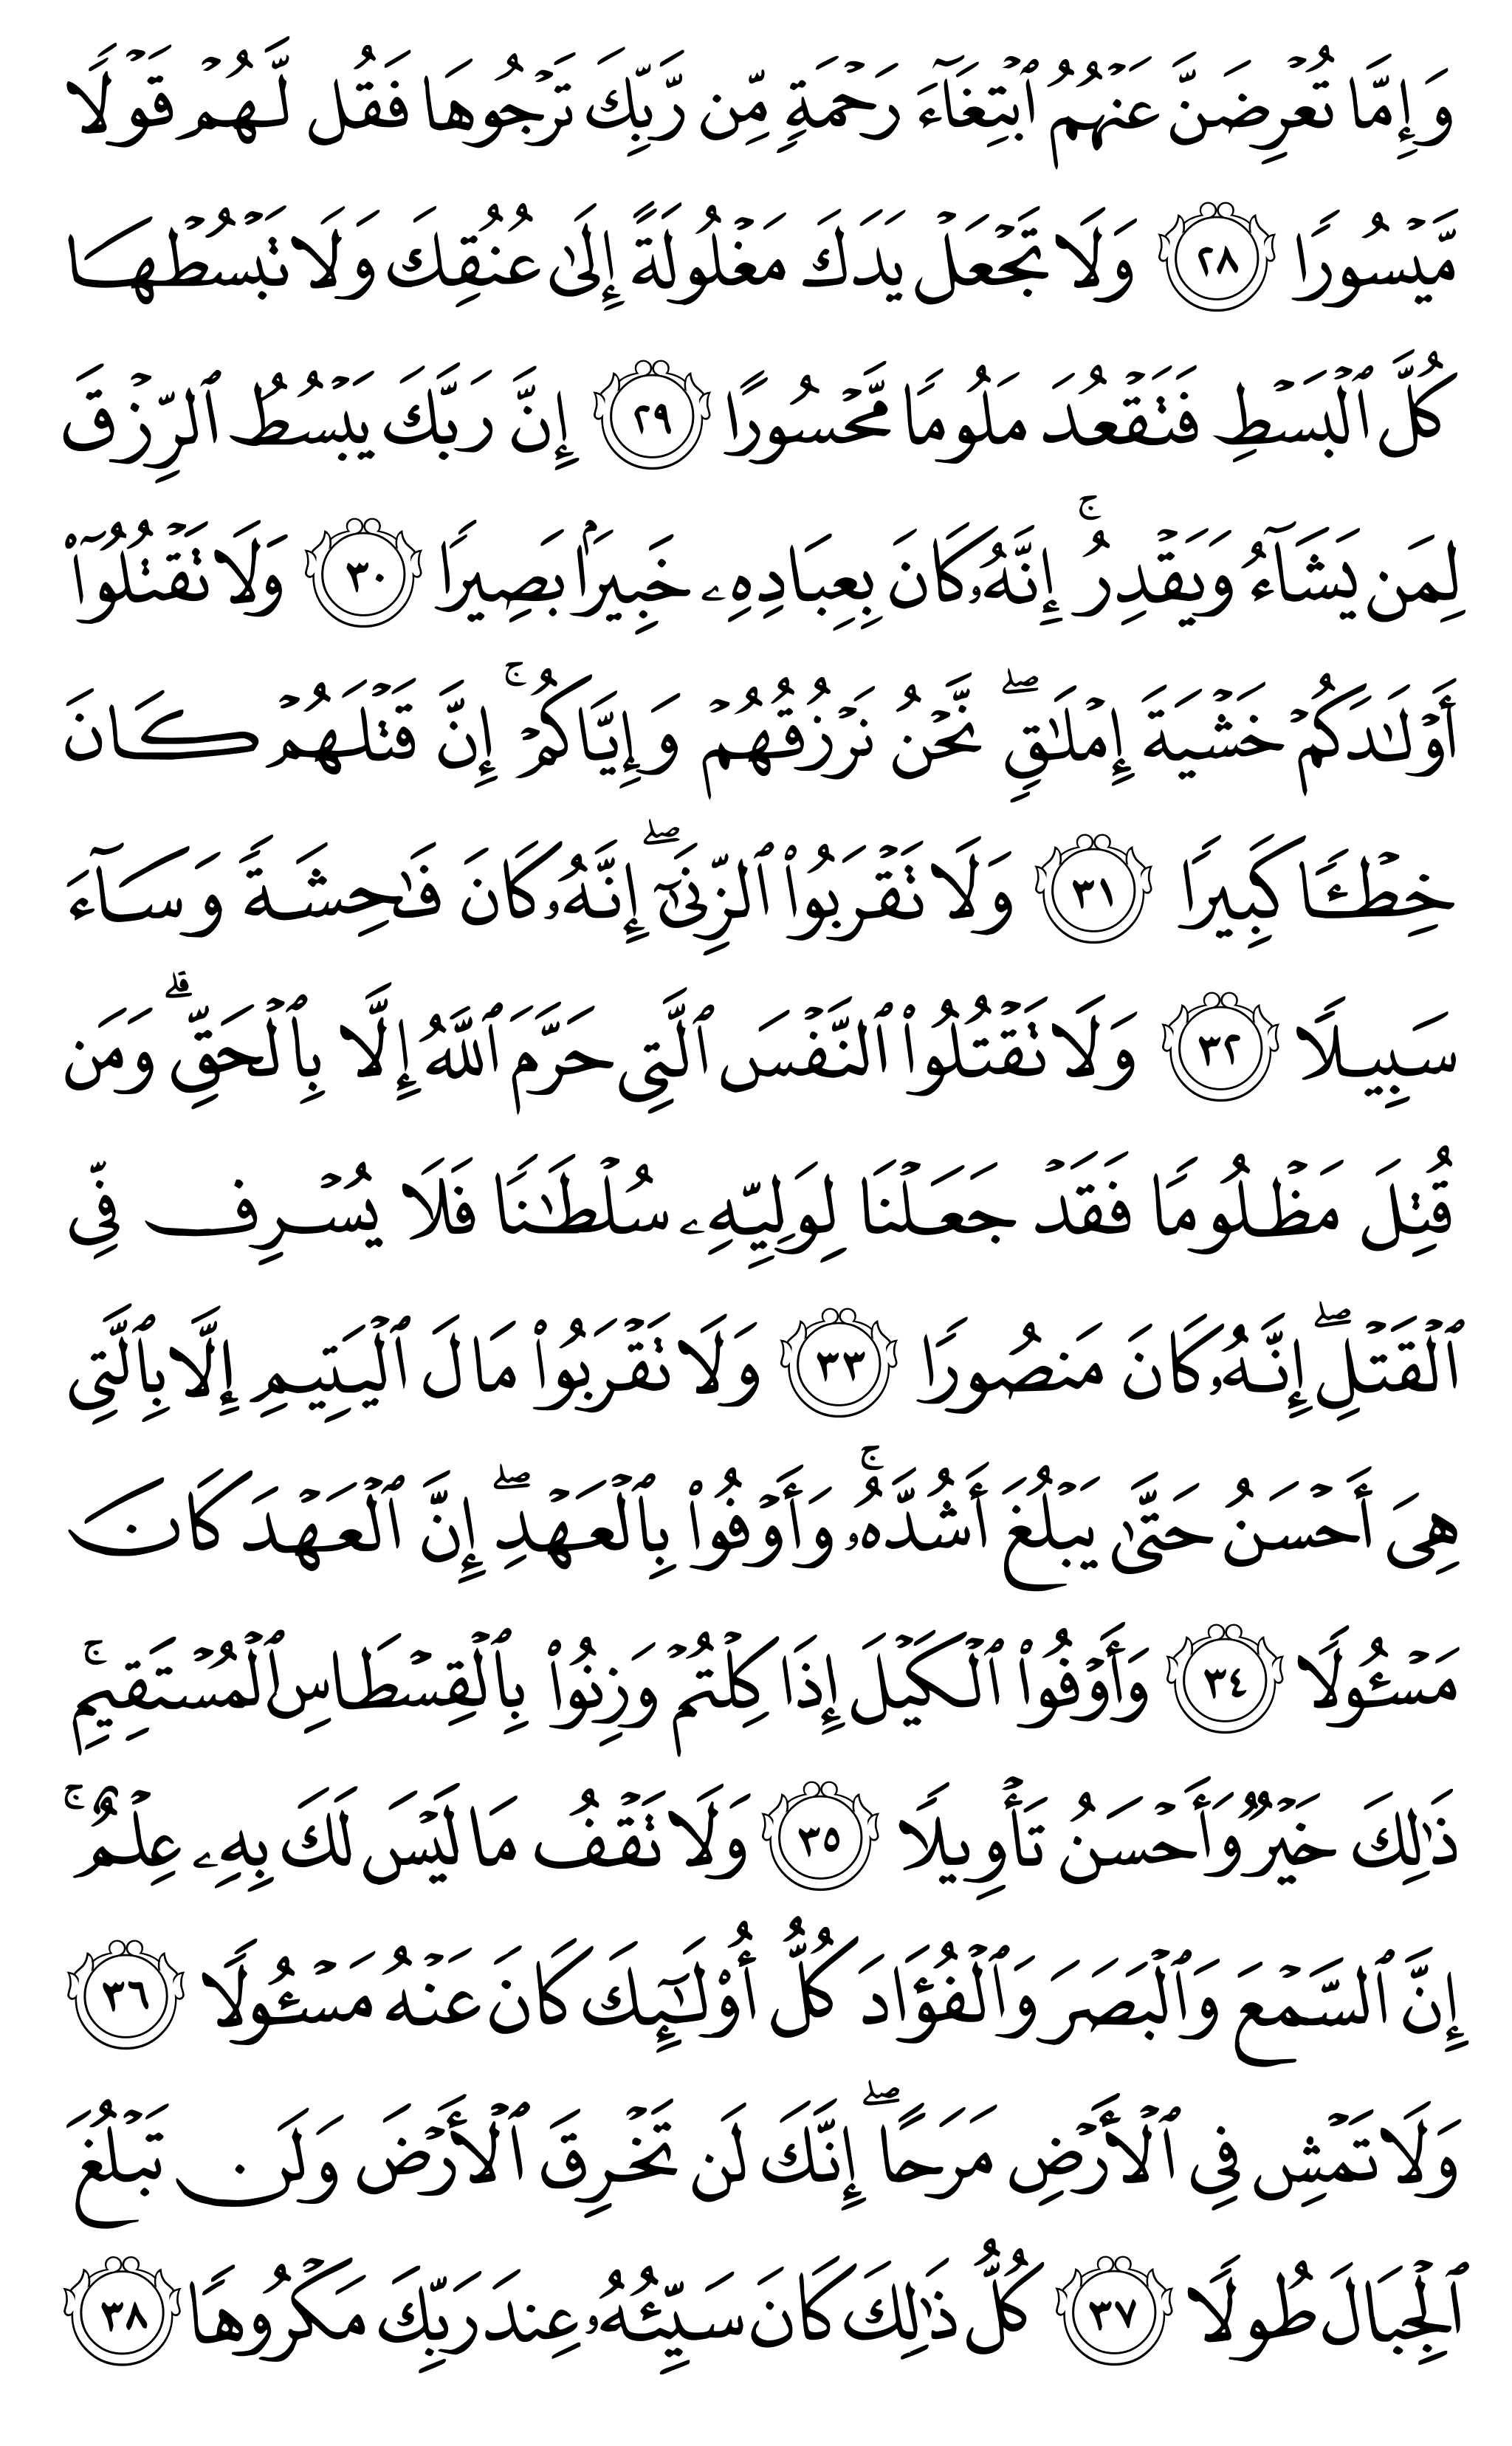 وَإِمَّا تُعْرِضَنَّ عَنْهُمُ ٱبْتِغَآءَ رَحْمَةٍ مِّن رَّبِّكَ تَرْجُوهَا فَقُل لَّهُمْ قَوْلًا
مَّيْسُورًا ٢٨ وَلَا تَجْعَلْ يَدَكَ مَغْلُولَةً إِلَىٰ عُنُقِكَ وَلَا تَبْسُطْهَا
كُلَّ ٱلْبَسْطِ فَتَقْعُدَ مَلُومًا مَّحْسُورًا ٢٩ إِنَّ رَبَّكَ يَبْسُطُ ٱلرِّزْقَ
لِمَن يَشَآءُ وَيَقْدِرُ ۚ إِنَّهُۥ كَانَ بِعِبَادِهِۦ خَبِيرًۢا بَصِيرًا ٣٠ وَلَا تَقْتُلُوٓا۟
أَوْلَـٰدَكُمْ خَشْيَةَ إِمْلَـٰقٍ ۖ نَّحْنُ نَرْزُقُهُمْ وَإِيَّاكُمْ ۚ إِنَّ قَتْلَهُمْ كَانَ
خِطْـًٔا كَبِيرًا ٣١ وَلَا تَقْرَبُوا۟ ٱلزِّنَىٰٓ ۖ إِنَّهُۥ كَانَ فَـٰحِشَةً وَسَآءَ
سَبِيلًا ٣٢ وَلَا تَقْتُلُوا۟ ٱلنَّفْسَ ٱلَّتِى حَرَّمَ ٱللَّهُ إِلَّا بِٱلْحَقِّ ۗ وَمَن
قُتِلَ مَظْلُومًا فَقَدْ جَعَلْنَا لِوَلِيِّهِۦ سُلْطَـٰنًا فَلَا يُسْرِف فِّى
ٱلْقَتْلِ ۖ إِنَّهُۥ كَانَ مَنصُورًا ٣٣ وَلَا تَقْرَبُوا۟ مَالَ ٱلْيَتِيمِ إِلَّا بِٱلَّتِى
هِىَ أَحْسَنُ حَتَّىٰ يَبْلُغَ أَشُدَّهُۥ ۚ وَأَوْفُوا۟ بِٱلْعَهْدِ ۖ إِنَّ ٱلْعَهْدَ كَانَ
مَسْـُٔولًا ٣٤ وَأَوْفُوا۟ ٱلْكَيْلَ إِذَا كِلْتُمْ وَزِنُوا۟ بِٱلْقِسْطَاسِ ٱلْمُسْتَقِيمِ ۚ
ذَٰلِكَ خَيْرٌ وَأَحْسَنُ تَأْوِيلًا ٣٥ وَلَا تَقْفُ مَا لَيْسَ لَكَ بِهِۦ عِلْمٌ ۚ
إِنَّ ٱلسَّمْعَ وَٱلْبَصَرَ وَٱلْفُؤَادَ كُلُّ أُو۟لَـٰٓئِكَ كَانَ عَنْهُ مَسْـُٔولًا ٣٦
وَلَا تَمْشِ فِى ٱلْأَرْضِ مَرَحًا ۖ إِنَّكَ لَن تَخْرِقَ ٱلْأَرْضَ وَلَن تَبْلُغَ
ٱلْجِبَالَ طُولًا ٣٧ كُلُّ ذَٰلِكَ كَانَ سَيِّئُهُۥ عِندَ رَبِّكَ مَكْرُوهًا ٣٨